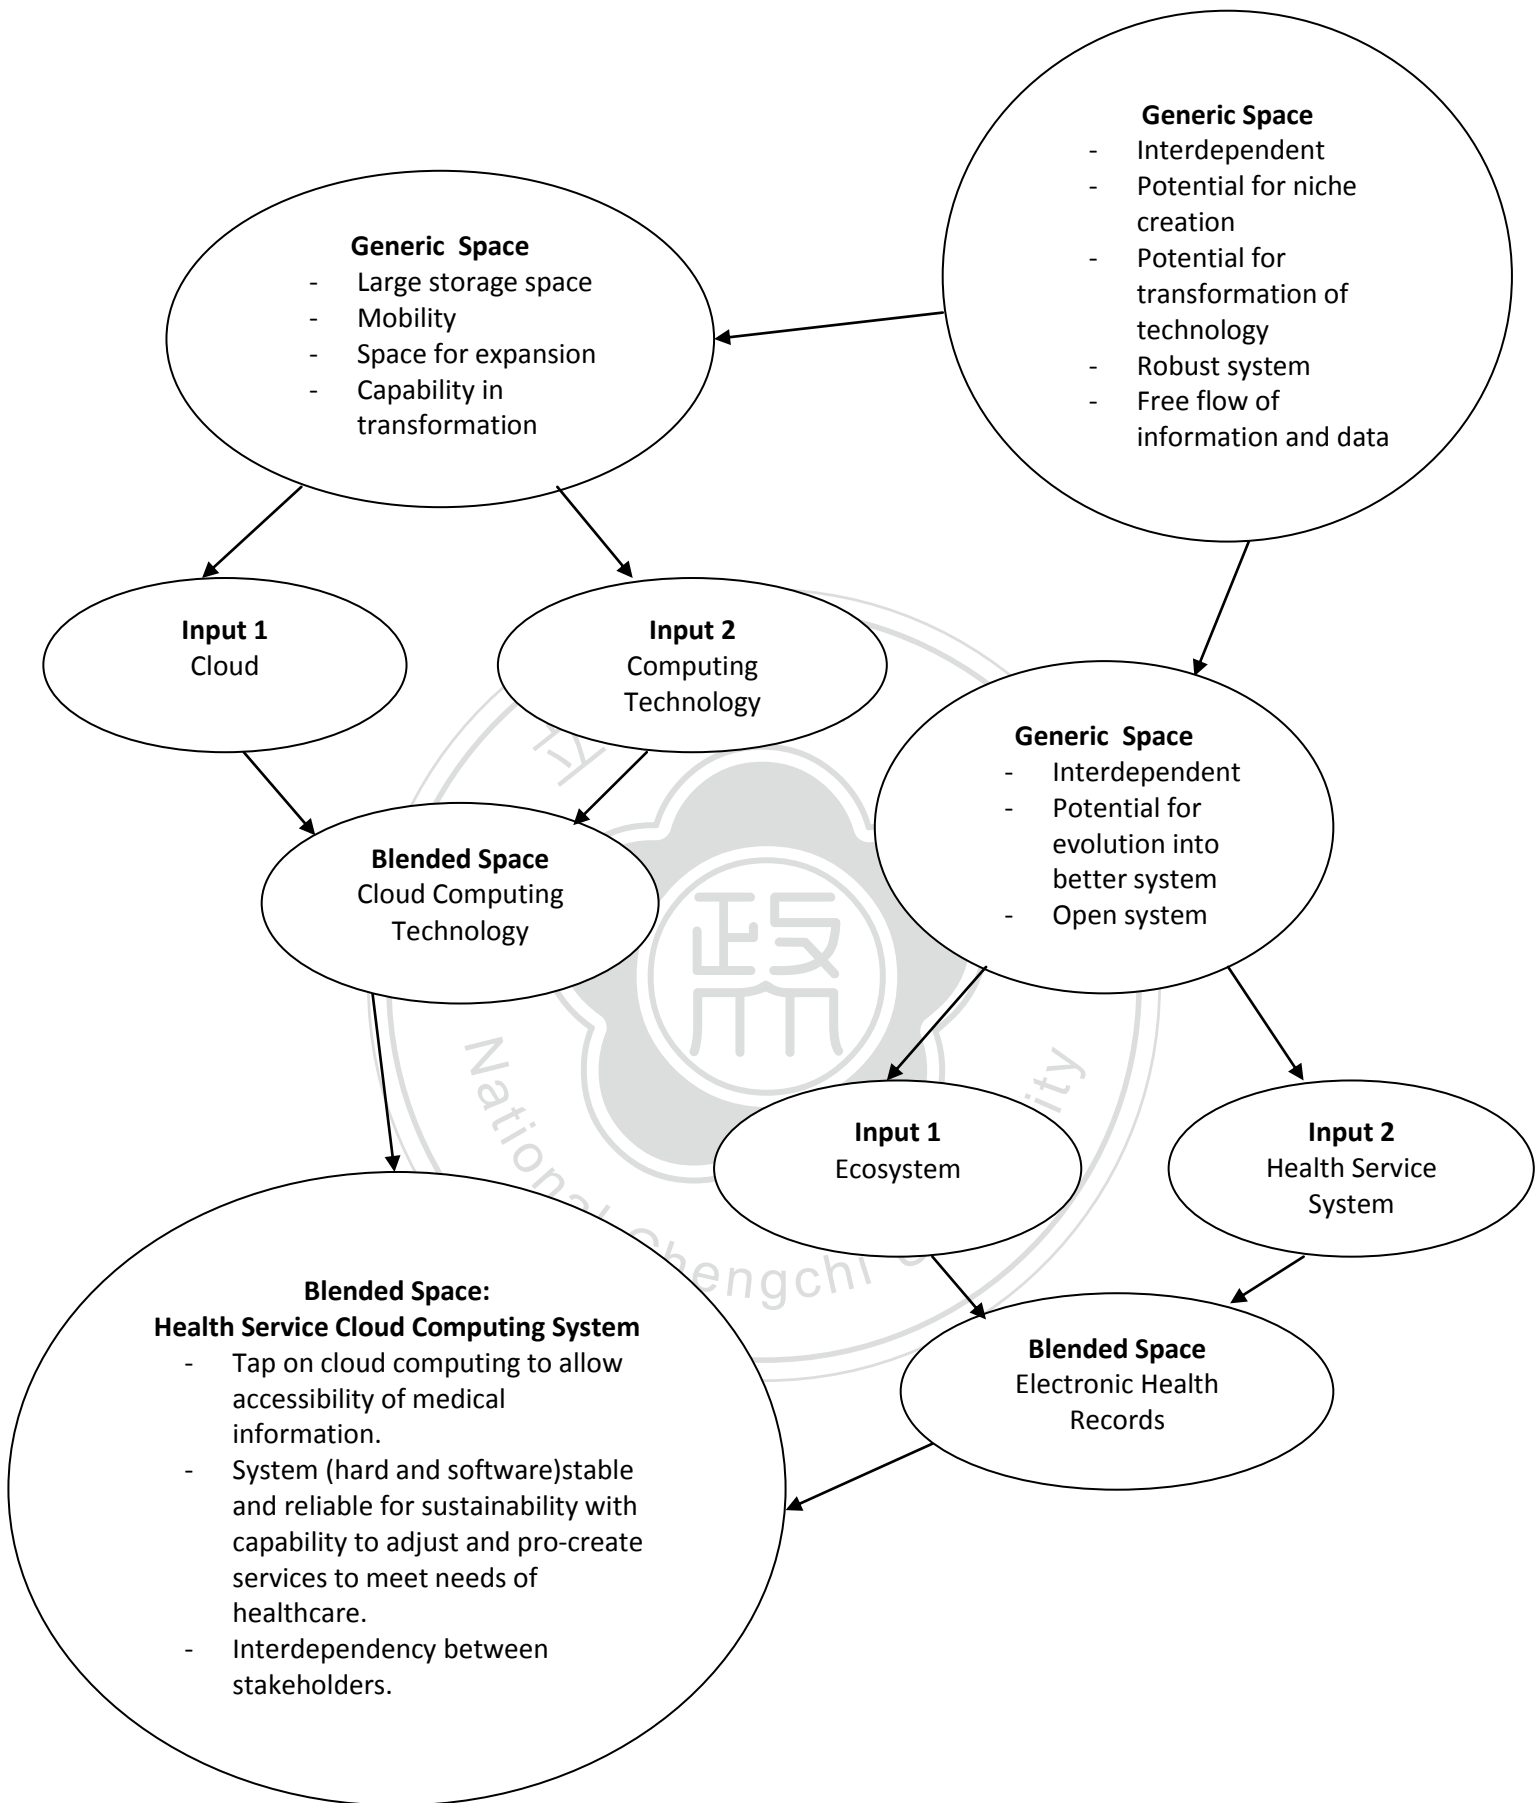 Generic Space
- Interdependent
- Potential for niche
creation
- Potential for
transformation of
technology
- Robust system
- Free flow of
information and data
Generic Space
- Large storage space
- Mobility
- Space for expansion
- Capability in
transformation
Input 1
Cloud
Input 2
Computing
Technology
Generic Space
- Interdependent
- Potential for
evolution into
better system
- Open system
Blended Space
Cloud Computing
Technology
政
Input 1
Ecosystem
Input 2
Health Service
System
National Chengchi
Blended Space
Electronic Health
Records
Blended Space:
Health Service Cloud Computing System
- Tap on cloud computing to allow
accessibility of medical
information.
- System (hard and software)stable
and reliable for sustainability with
capability to adjust and pro-create
services to meet needs of
healthcare.
- Interdependency between
stakeholders.